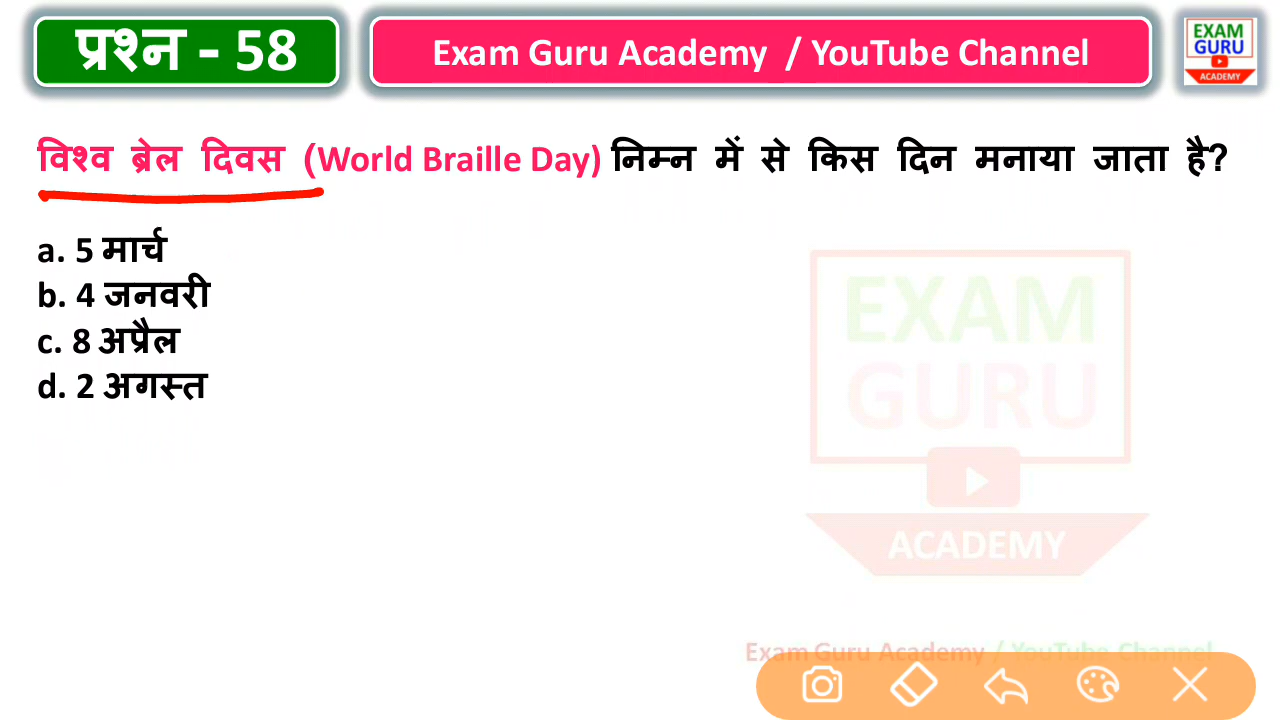 प्रश्न - 58
Exam Guru Academy / YouTube Channel
EXAM
GURU
ACADEMY
विश्व ब्रेल दिवस (World Braille Day) निम्न में से किस दिन मनाया जाता है?
a. 5 मार्च
b. 4 जनवरी
c. 8 अप्रैल
d. 2 अगस्त
EXAM
GURU
ACADEMY
Exam Guru Academy / YouTube Channel